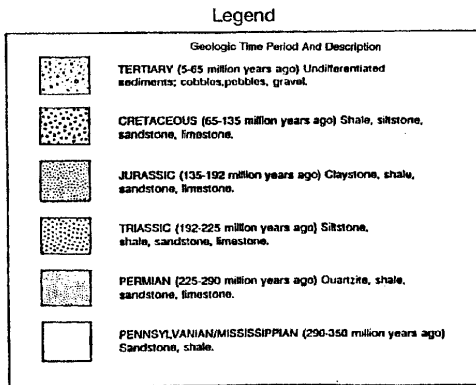 Legend
Geologic Time Period And Description
TERTIARY (5-65 million years ago) Undifferentiated
sediments; cobbles,pebbles, gravel.
CRETACEOUS (65-135 million years ago) Shale, siltstone,
sandstone, limestone.
JURASSIC (135-192 million years ago) Claystone, shale,
sandstone, limestone.
TRIASSIC (192-225 million years ago) Siltstone,
shale, sandstone, limestone.
PERMIAN (225-290 million years ago) Quartzite, shale,
sandstone, limestone.
PENNSYLVANIAN/MISSISSIPPIAN (290-350 million years ago)
Sandstone, shale.